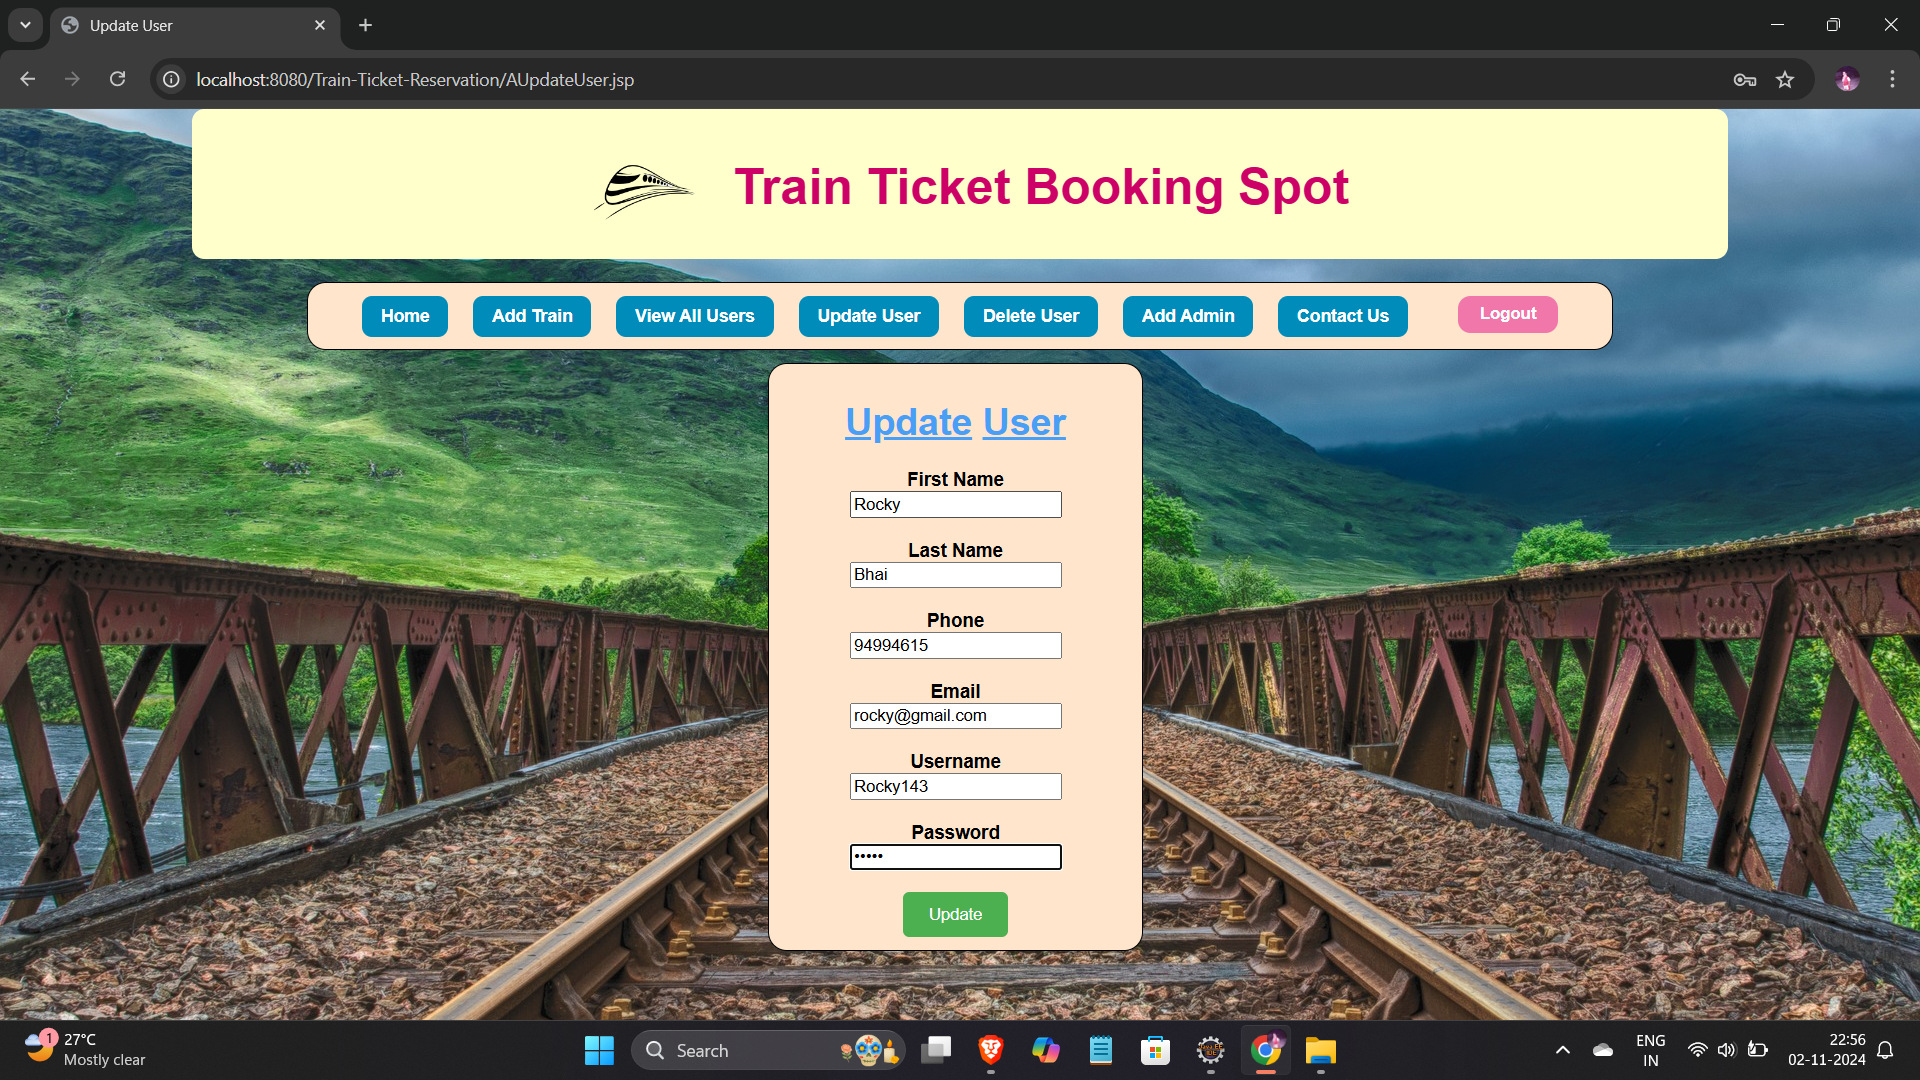 Update User
localhost:8080/Train-Ticket-Reservation/AUpdateUser.jsp
Train Ticket Booking Spot
Home Add Train View All Users Update User Delete User Add Admin Contact Us Logout
Update User
First Name
Rocky
Last Name
Bhai
Phone
94994615
Email
rocky@gmail.com
Username
Rocky143
Password
•••••
Update
1
27°C
Mostly clear
Search
ENG
IN
22:56
02-11-2024